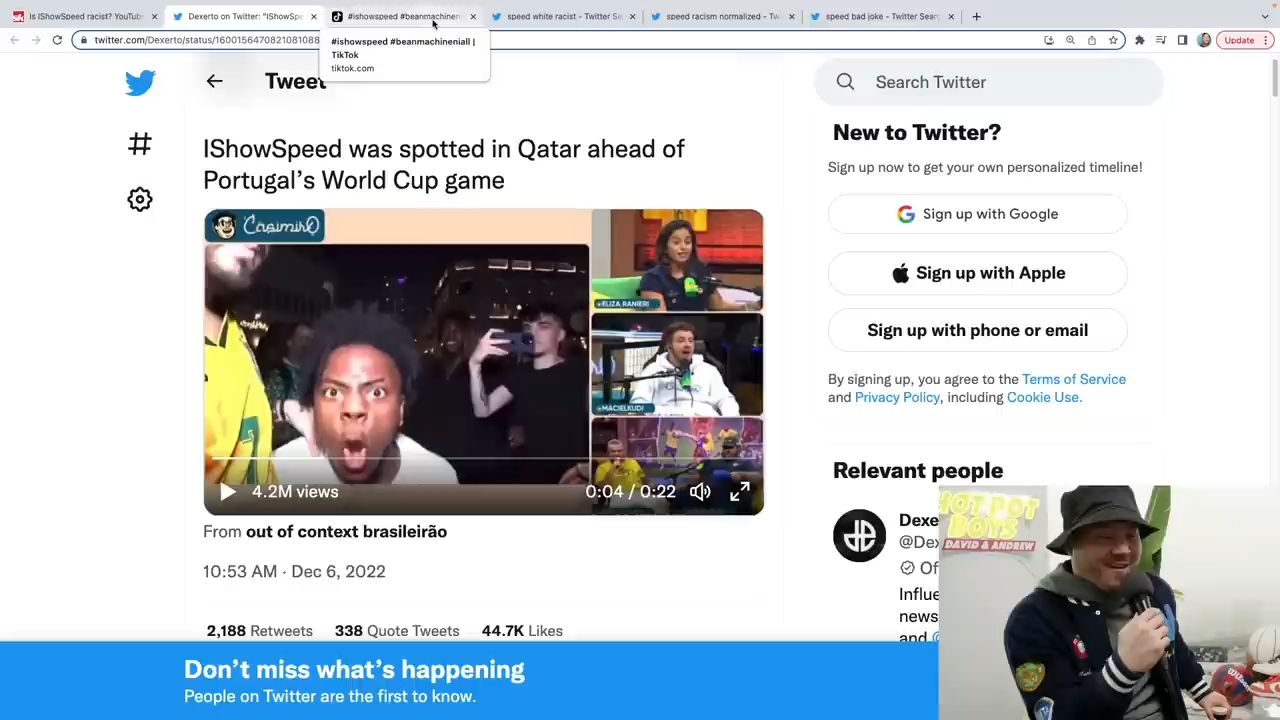 Is IShowSpeed racist? YouTub
Dexerto on Twitter: "IShowSpe
#ishowspeed #beanmachinen
speed white racist - Twitter Se
speed racism normalized - Tw
speed bad joke - Twitter Sear
twitter.com/Dexerto/status/1600156470821081088
Update
#ishowspeed #beanmachineniall |
TikTok
tiktok.com
Tweet
Search Twitter
IShowSpeed was spotted in Qatar ahead of
Portugal's World Cup game
CasimirO
+ELIZA RANIERI
+MACIELKUDI
4.2M views
0:04 / 0:22
From out of context brasileirão
10:53 AM · Dec 6, 2022
2,188 Retweets 338 Quote Tweets 44.7K Likes
New to Twitter?
Sign up now to get your own personalized timeline!
Sign up with Google
Sign up with Apple
Sign up with phone or email
By signing up, you agree to the Terms of Service
and Privacy Policy, including Cookie Use.
Relevant people
Dexe
@Dex
Of
Influe
news
and @
HOT POT
BOYS
DAVID & ANDREW
Don't miss what's happening
People on Twitter are the first to know.